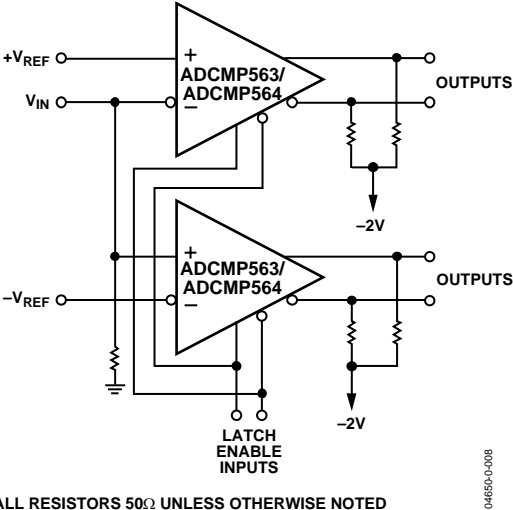 +VREF
+
ADCMP563/
ADCMP564
OUTPUTS
VIN
−
−2V
+
ADCMP563/
ADCMP564
OUTPUTS
−VREF
−
−2V
LATCH
ENABLE
INPUTS
ALL RESISTORS 50Ω UNLESS OTHERWISE NOTED
04650-0-008